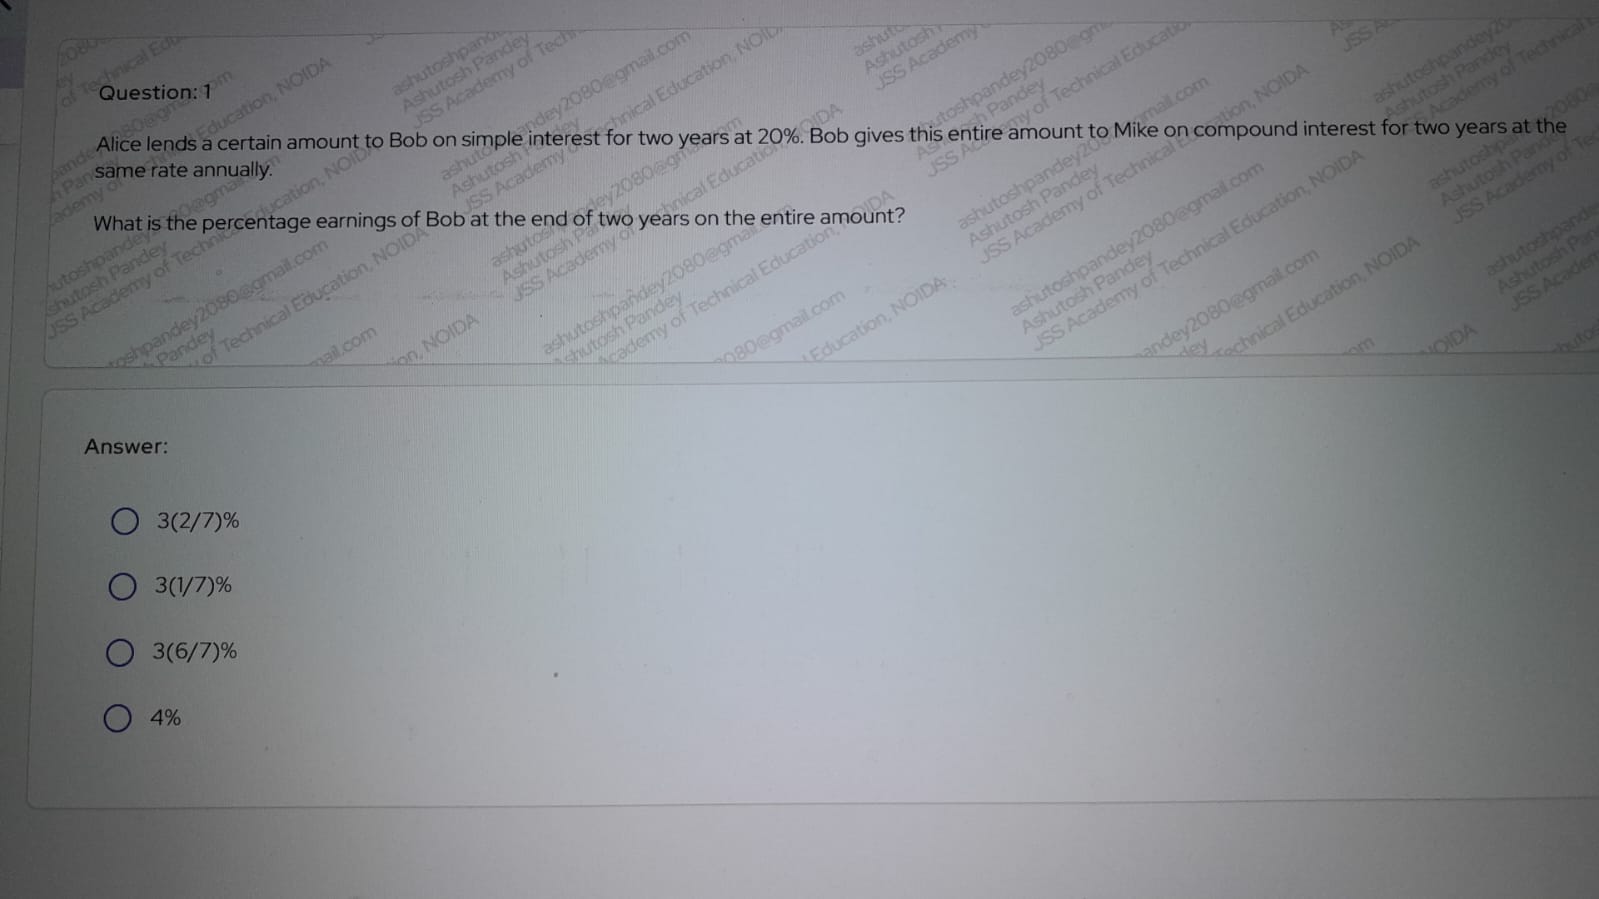 Question: 1
Alice lends a certain amount to Bob on simple interest for two years at 20%. Bob gives this entire amount to Mike on compound interest for two years at the
same rate annually.
What is the percentage earnings of Bob at the end of two years on the entire amount?
Answer:
3(2/7)%
3(1/7)%
3(6/7)%
4%
ashutoshpandey2080@gmail.com
Ashutosh Pandey
JSS Academy of Technical Education, NOIDA